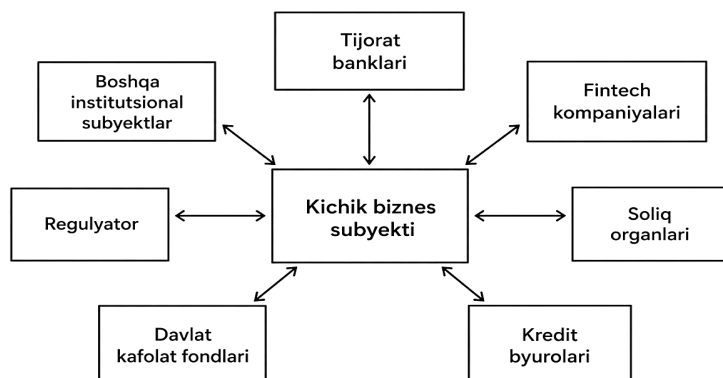 Tijorat
banklari
Boshqa
institutsional
subyektlar
Fintech
kompaniyalari
Regulyator
Kichik biznes
subyekti
Soliq
organlari
Davlat
kafolat fondlari
Kredit
byurolari